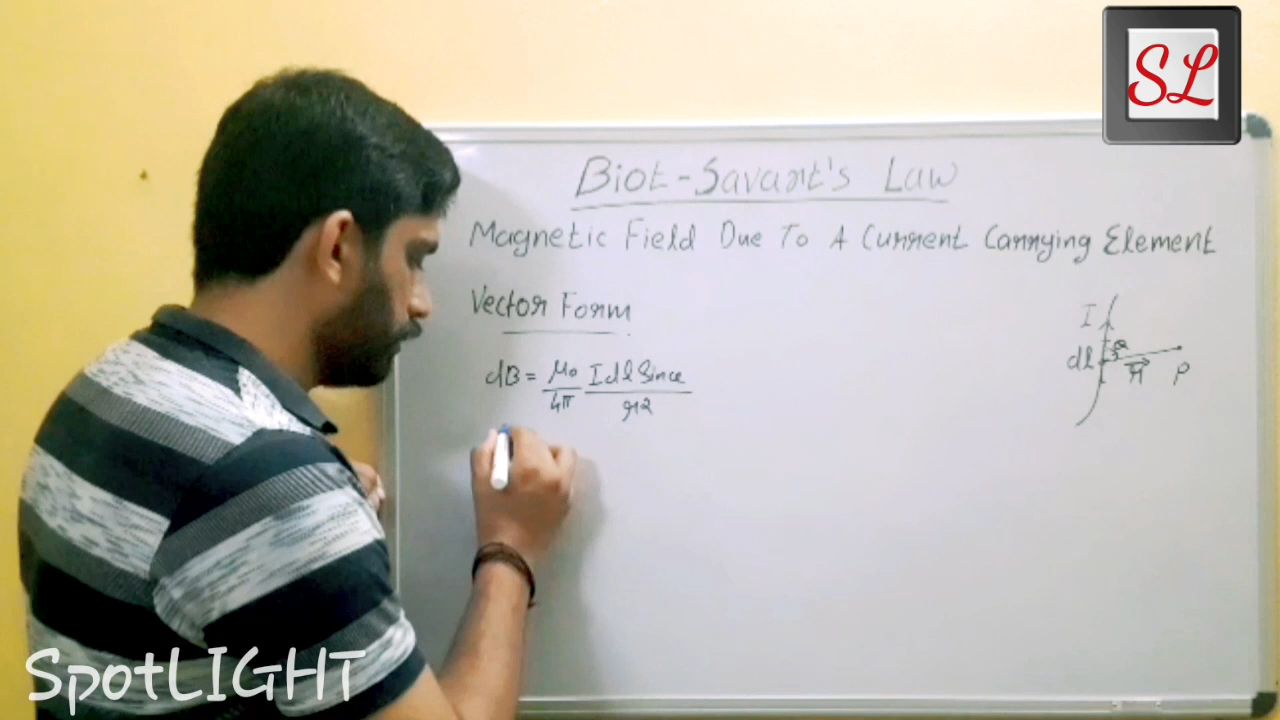 SL
Biot-Savart's Law
Magnetic Field Due To A Current Carrying Element
Vector Form
I
dl
r
P
dB = μ₀ Idl Sinα
4π r2
SpotLIGHT